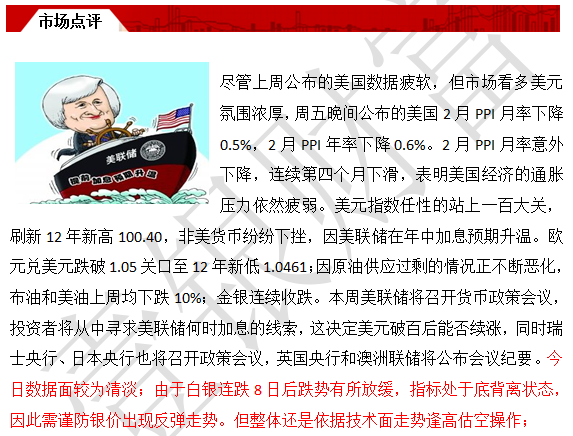 市场点评
尽管上周公布的美国数据疲软，但市场看多美元
氛围浓厚，周五晚间公布的美国 2 月 PPI 月率下降
0.5%，2 月 PPI 年率下降 0.6%。2 月 PPI 月率意外
下降，连续第四个月下滑，表明美国经济的通胀
压力依然疲弱。美元指数任性的站上一百大关，
刷新 12 年新高 100.40，非美货币纷纷下挫，因美联储在年中加息预期升温。欧
元兑美元跌破 1.05 关口至 12 年新低 1.0461；因原油供应过剩的情况正不断恶化，
布油和美油上周均下跌 10%；金银连续收跌。本周美联储将召开货币政策会议，
投资者将从中寻求美联储何时加息的线索，这决定美元破百后能否续涨，同时瑞
士央行、日本央行也将召开政策会议，英国央行和澳洲联储将公布会议纪要。今
日数据面较为清淡；由于白银连跌 8 日后跌势有所放缓，指标处于底背离状态，
因此需谨防银价出现反弹走势。但整体还是依据技术面走势逢高估空操作；
美联储
加息预期升温
银财富